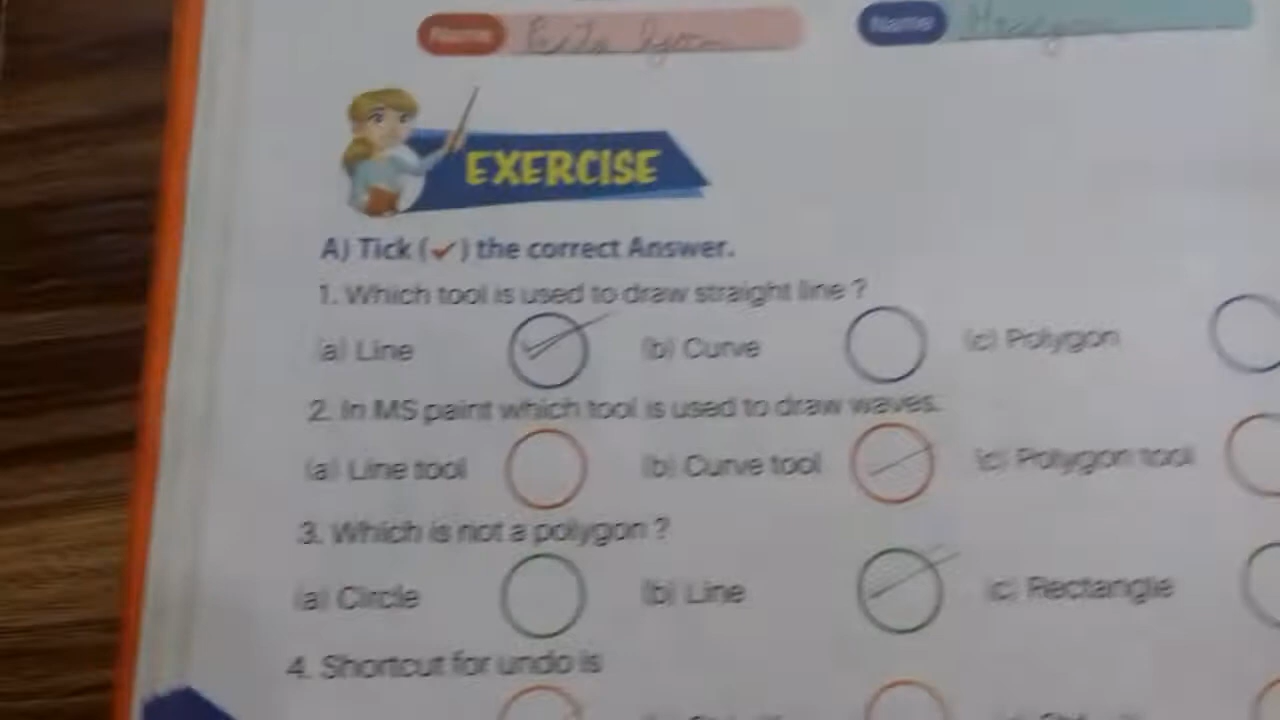 Name Name
EXERCISE
A) Tick (✓) the correct Answer.
1. Which tool is used to draw straight line ?
(a) Line (b) Curve (c) Polygon
2. In MS paint which tool is used to draw waves.
(a) Line tool (b) Curve tool (c) Polygon tool
3. Which is not a polygon ?
(a) Circle (b) Line (c) Rectangle
4. Shortcut for undo is